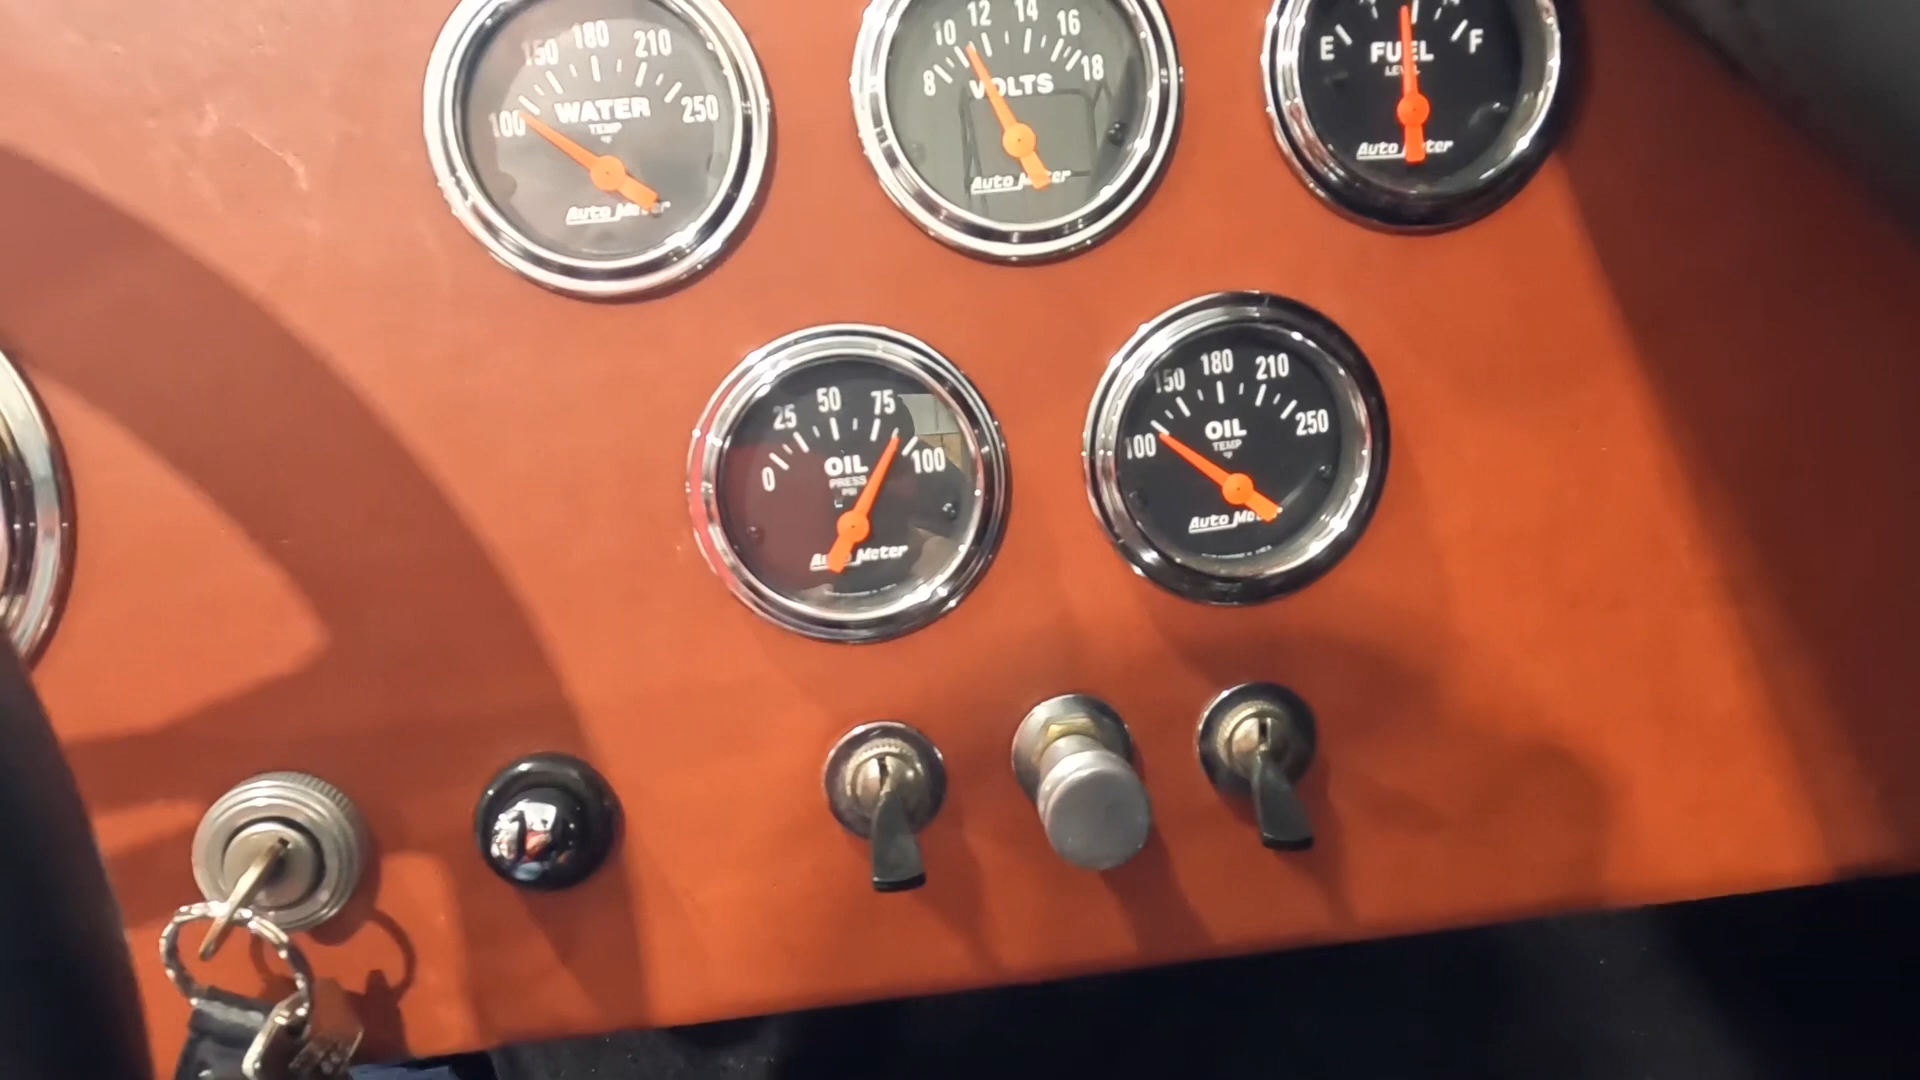 100 150 180 210 250
WATER
TEMP
°F
Auto Meter
8 10 12 14 16 18
VOLTS
Auto Meter
E F
FUEL
LEVEL
Auto Meter
0 25 50 75 100
OIL
PRESS
PSI
Auto Meter
100 150 180 210 250
OIL
TEMP
°F
Auto Meter